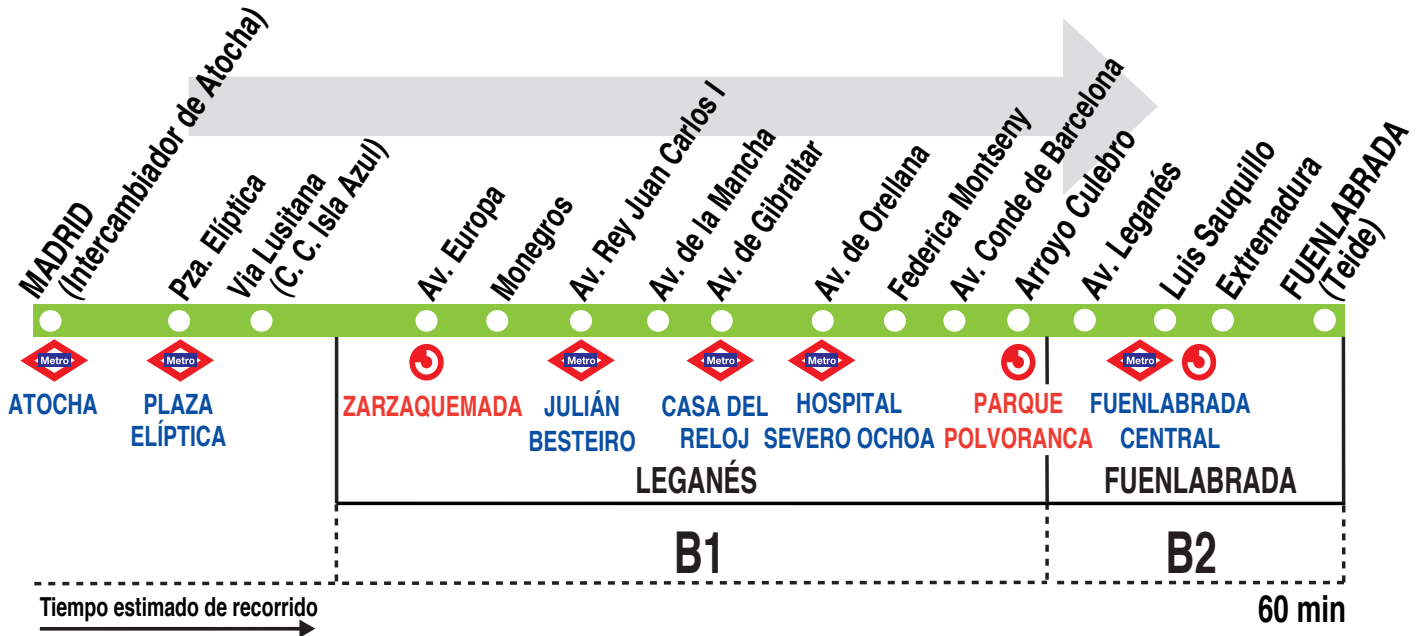 MADRID
(Intercambiador de Atocha)
Pza. Elíptica
Via Lusitana
(C. C. Isla Azul)
Av. Europa
Monegros
Av. Rey Juan Carlos I
Av. de la Mancha
Av. de Gibraltar
Av. de Orellana
Federica Montseny
Av. Conde de Barcelona
Arroyo Culebro
Av. Leganés
Luis Sauquillo
Extremadura
FUENLABRADA
(Teide)
Metro
Metro
Metro
Metro
Metro
Metro
ATOCHA
PLAZA
ELÍPTICA
ZARZAQUEMADA
JULIÁN
BESTEIRO
CASA DEL
RELOJ
HOSPITAL
SEVERO OCHOA
PARQUE
POLVORANCA
FUENLABRADA
CENTRAL
LEGANÉS
FUENLABRADA
B1
B2
Tiempo estimado de recorrido
60 min